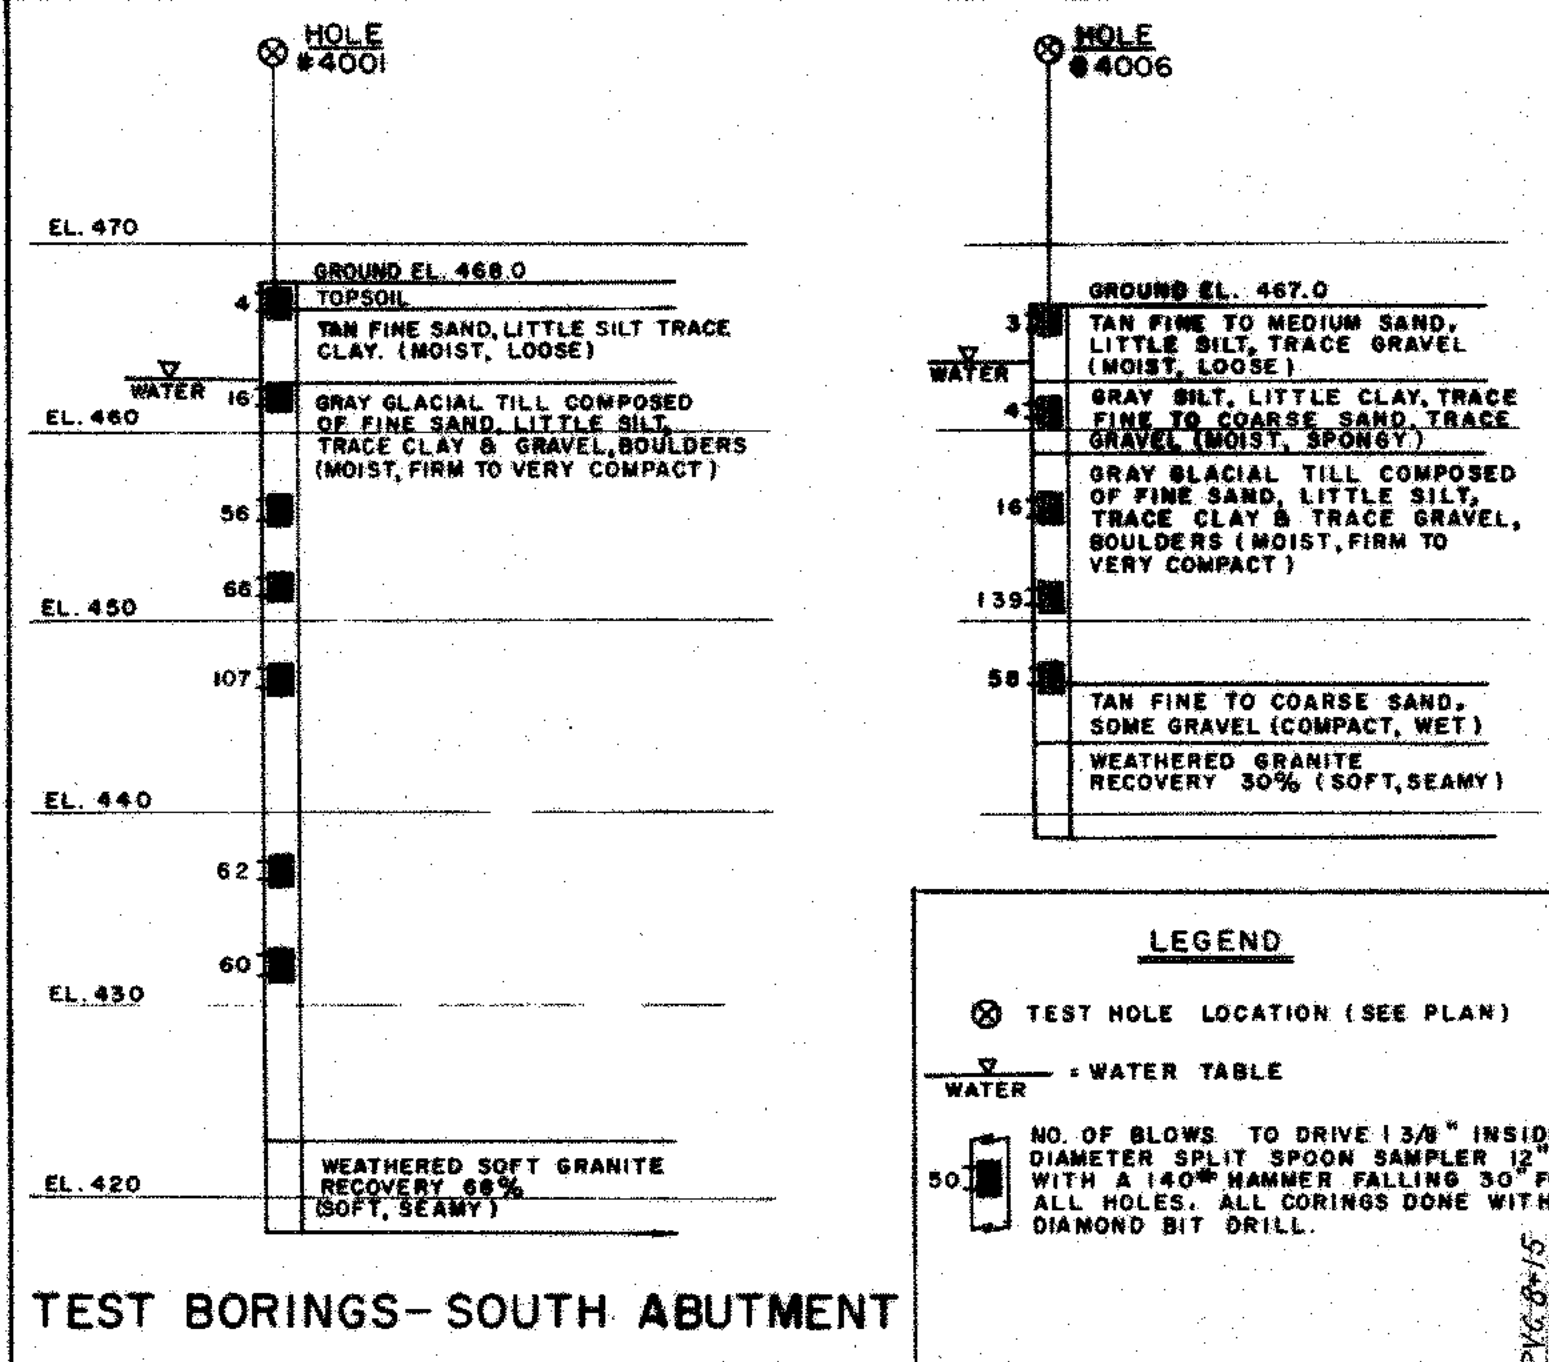 HOLE
#4001
EL. 470
GROUND EL. 468.0
4
TOPSOIL
TAN FINE SAND, LITTLE SILT TRACE
CLAY. (MOIST, LOOSE)
WATER
16
EL. 460
GRAY GLACIAL TILL COMPOSED
OF FINE SAND, LITTLE SILT,
TRACE CLAY & GRAVEL, BOULDERS
(MOIST, FIRM TO VERY COMPACT)
56
EL. 450
107
EL. 440
62
60
EL. 430
WEATHERED SOFT GRANITE
RECOVERY
(SOFT, SEAMY)
EL. 420
TEST BORINGS-SOUTH ABUTMENT
HOLE
#4006
GROUND EL. 467.0
3
TAN FINE TO MEDIUM SAND,
LITTLE SILT, TRACE GRAVEL
(MOIST, LOOSE)
WATER
4
GRAY SILT, LITTLE CLAY, TRACE
FINE TO COARSE SAND, TRACE
GRAVEL (MOIST, SPONGY)
16
GRAY GLACIAL TILL COMPOSED
OF FINE SAND, LITTLE SILT,
TRACE CLAY & TRACE GRAVEL,
BOULDERS (MOIST, FIRM TO
VERY COMPACT)
139
58
TAN FINE TO COARSE SAND,
SOME GRAVEL (COMPACT, WET)
WEATHERED GRANITE
RECOVERY 30% (SOFT, SEAMY)
LEGEND
TEST HOLE LOCATION (SEE PLAN)
WATER
= WATER TABLE
50
NO. OF BLOWS TO DRIVE 1 3/8" INSID
DIAMETER SPLIT SPOON SAMPLER 12"
WITH A 140# HAMMER FALLING 30" F
ALL HOLES. ALL CORINGS DONE WITH
DIAMOND BIT DRILL.